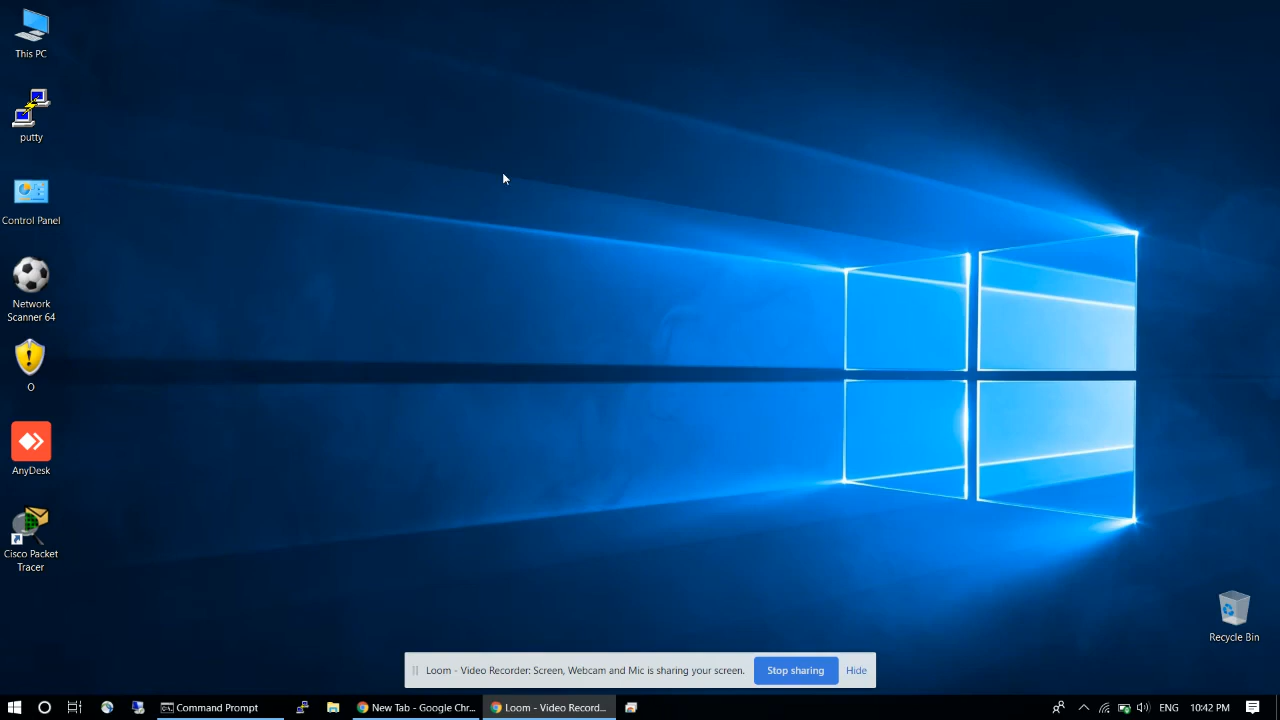 This PC
putty
Control Panel
Network
Scanner 64
O
AnyDesk
Cisco Packet
Tracer
Recycle Bin
Loom - Video Recorder: Screen, Webcam and Mic is sharing your screen.
Stop sharing
Hide
Command Prompt
New Tab - Google Chr...
Loom - Video Record...
ENG
10:42 PM